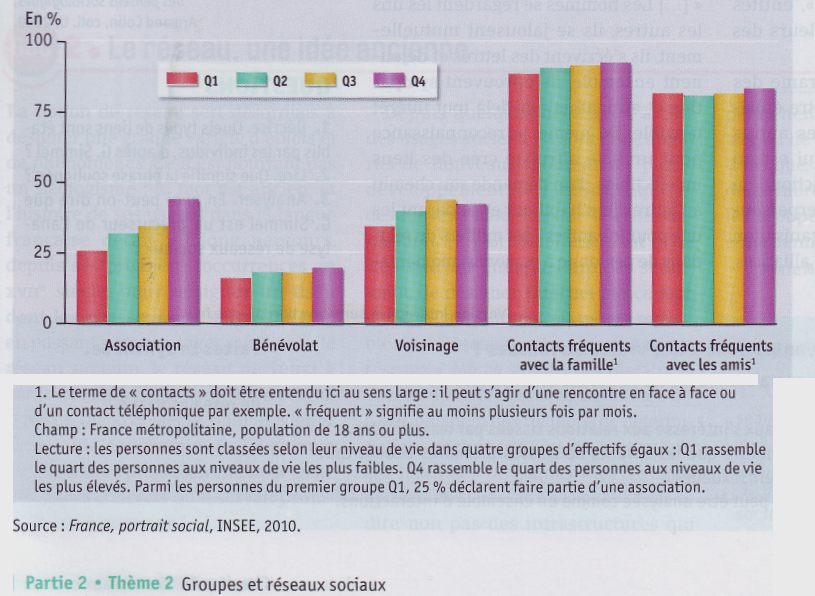 En %
100
Q1 Q2 Q3 Q4
75
50
25
0
Association Bénévolat Voisinage Contacts fréquents avec la famille¹ Contacts fréquents avec les amis¹
1. Le terme de « contacts » doit être entendu ici au sens large : il peut s'agir d'une rencontre en face à face ou
d'un contact téléphonique par exemple. « fréquent » signifie au moins plusieurs fois par mois.
Champ : France métropolitaine, population de 18 ans ou plus.
Lecture : les personnes sont classées selon leur niveau de vie dans quatre groupes d'effectifs égaux : Q1 rassemble
le quart des personnes aux niveaux de vie les plus faibles. Q4 rassemble le quart des personnes aux niveaux de vie
les plus élevés. Parmi les personnes du premier groupe Q1, 25 % déclarent faire partie d'une association.
Source : France, portrait social, INSEE, 2010.
Partie 2 • Thème 2 Groupes et réseaux sociaux